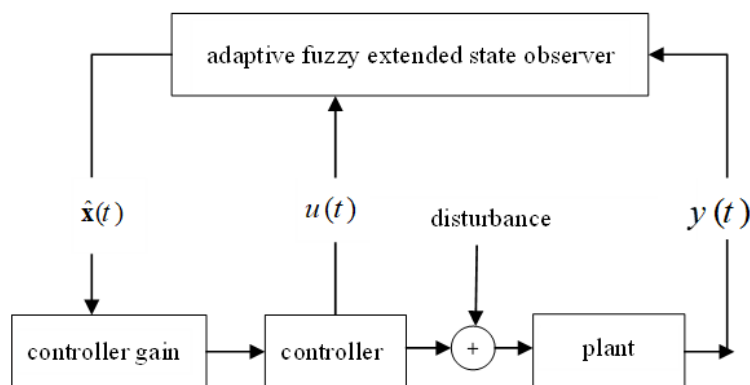 adaptive fuzzy extended state observer
x̂(t)
u(t)
disturbance
y(t)
controller gain
controller
+
plant